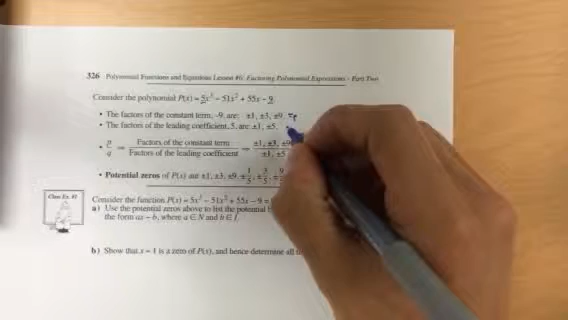 326 Polynomial Functions and Equations Lesson #6: Factoring Polynomial Expressions - Part Two
Consider the polynomial P(x) = 5x³ − 51x² + 55x − 9.
• The factors of the constant term, -9, are: ±1, ±3, ±9 =p
• The factors of the leading coefficient, 5, are ±1, ±5.
• p/q = Factors of the constant term / Factors of the leading coefficient = ±1, ±3, ±9 / ±1, ±5
• Potential zeros of P(x) are ±1, ±3, ±9, ±1/5, ±3/5, ±9
Class Ex. #1
Consider the function P(x) = 5x³ − 51x² + 55x − 9
a) Use the potential zeros above to list the potential
the form ax − b, where a ∈ N and b ∈ I.
b) Show that x = 1 is a zero of P(x), and hence determine all